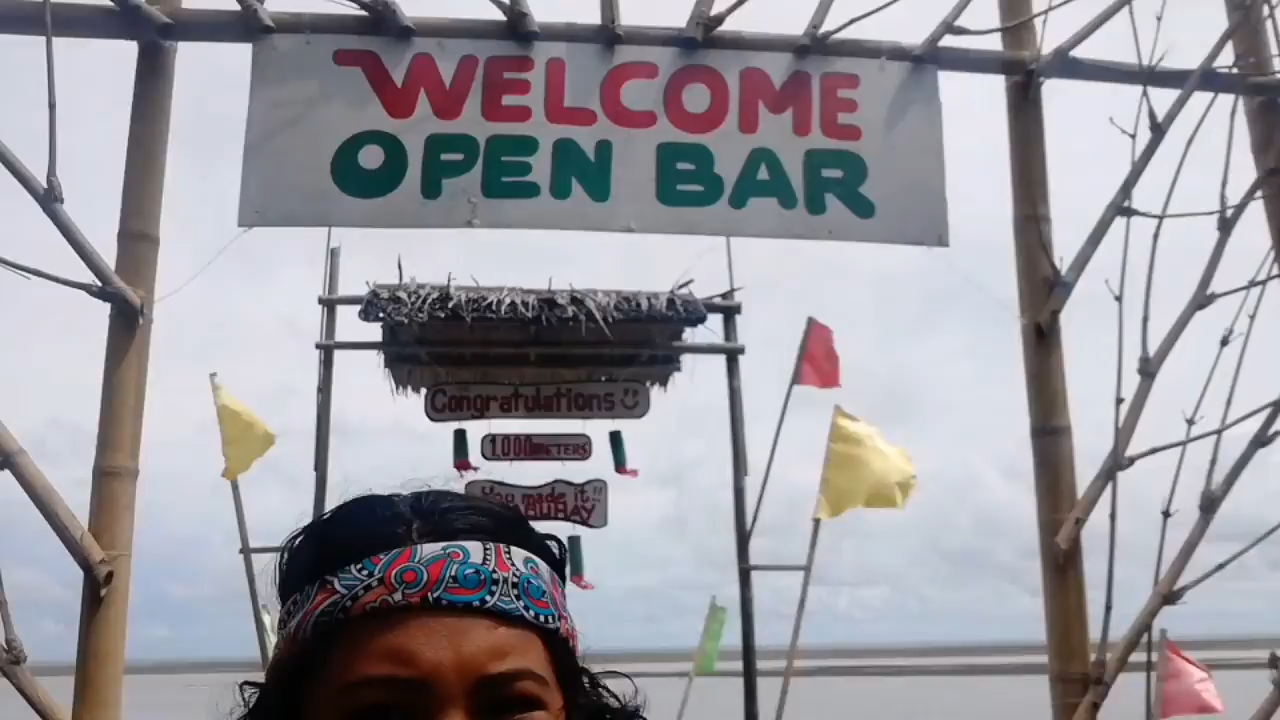 WELCOME
OPEN BAR
Congratulations
1.000 METERS
You made it!!